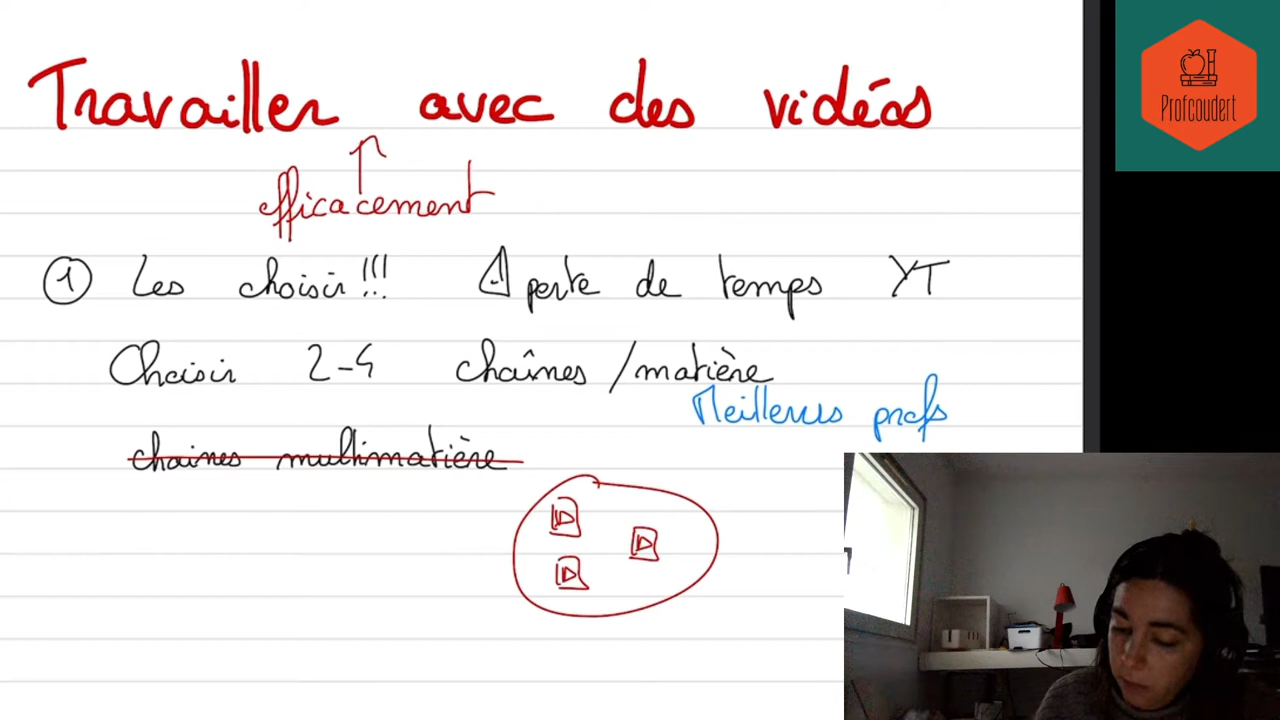 Travailler avec des vidéos
Profcoudert
efficacement
① Les choisir!!! ⚠ perte de temps YT
Choisir 2-4 chaînes /matière
Meilleurs profs
chaines multimatière